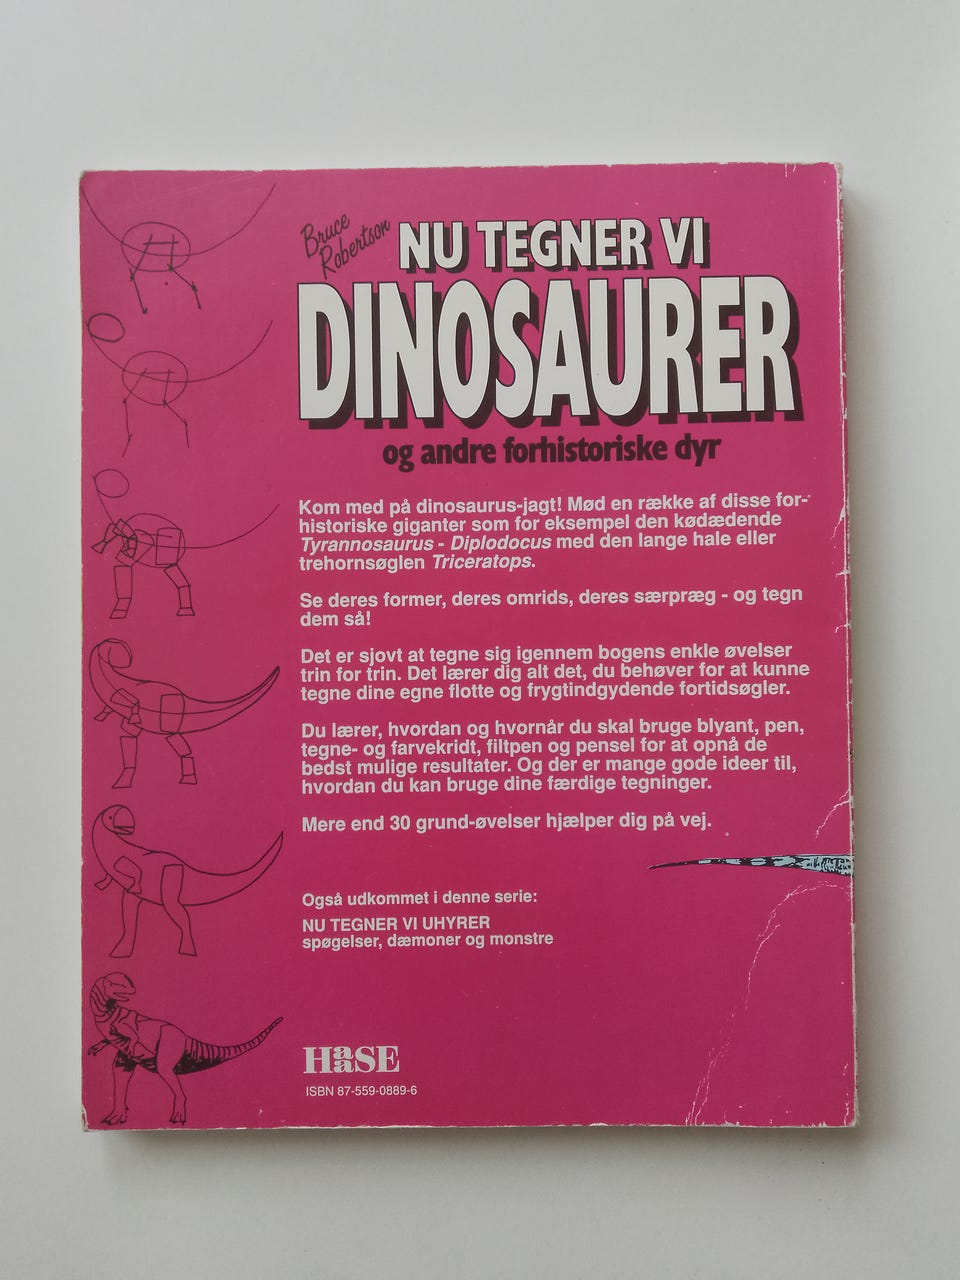 Bruce
Robertson
NU TEGNER VI
DINOSAURER
og andre forhistoriske dyr
Kom med på dinosaurus-jagt! Mød en række af disse for-
historiske giganter som for eksempel den kødædende
Tyrannosaurus - Diplodocus med den lange hale eller
trehornsøglen Triceratops.
Se deres former, deres omrids, deres særpræg - og tegn
dem så!
Det er sjovt at tegne sig igennem bogens enkle øvelser
trin for trin. Det lærer dig alt det, du behøver for at kunne
tegne dine egne flotte og frygtindgydende fortidsøgler.
Du lærer, hvordan og hvornår du skal bruge blyant, pen,
tegne- og farvekridt, filtpen og pensel for at opnå de
bedst mulige resultater. Og der er mange gode ideer til,
hvordan du kan bruge dine færdige tegninger.
Mere end 30 grund-øvelser hjælper dig på vej.
Også udkommet i denne serie:
NU TEGNER VI UHYRER
spøgelser, dæmoner og monstre
HaaSE
ISBN 87-559-0889-6